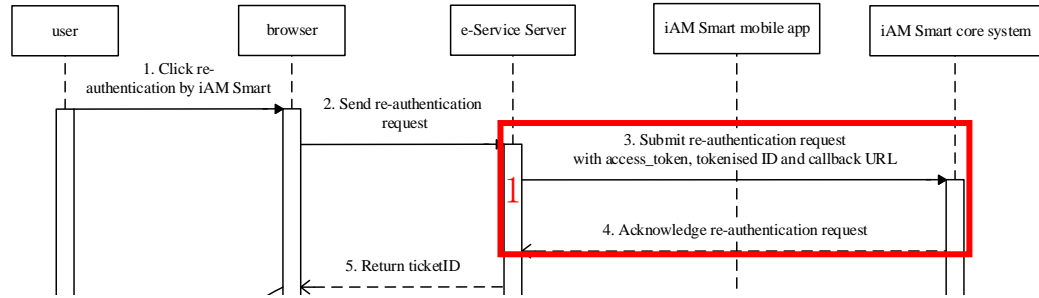 user
browser
e-Service Server
iAM Smart mobile app
iAM Smart core system
1. Click re-
authentication by iAM Smart
2. Send re-authentication
request
3. Submit re-authentication request
with access_token, tokenised ID and callback URL
1
4. Acknowledge re-authentication request
5. Return ticketID